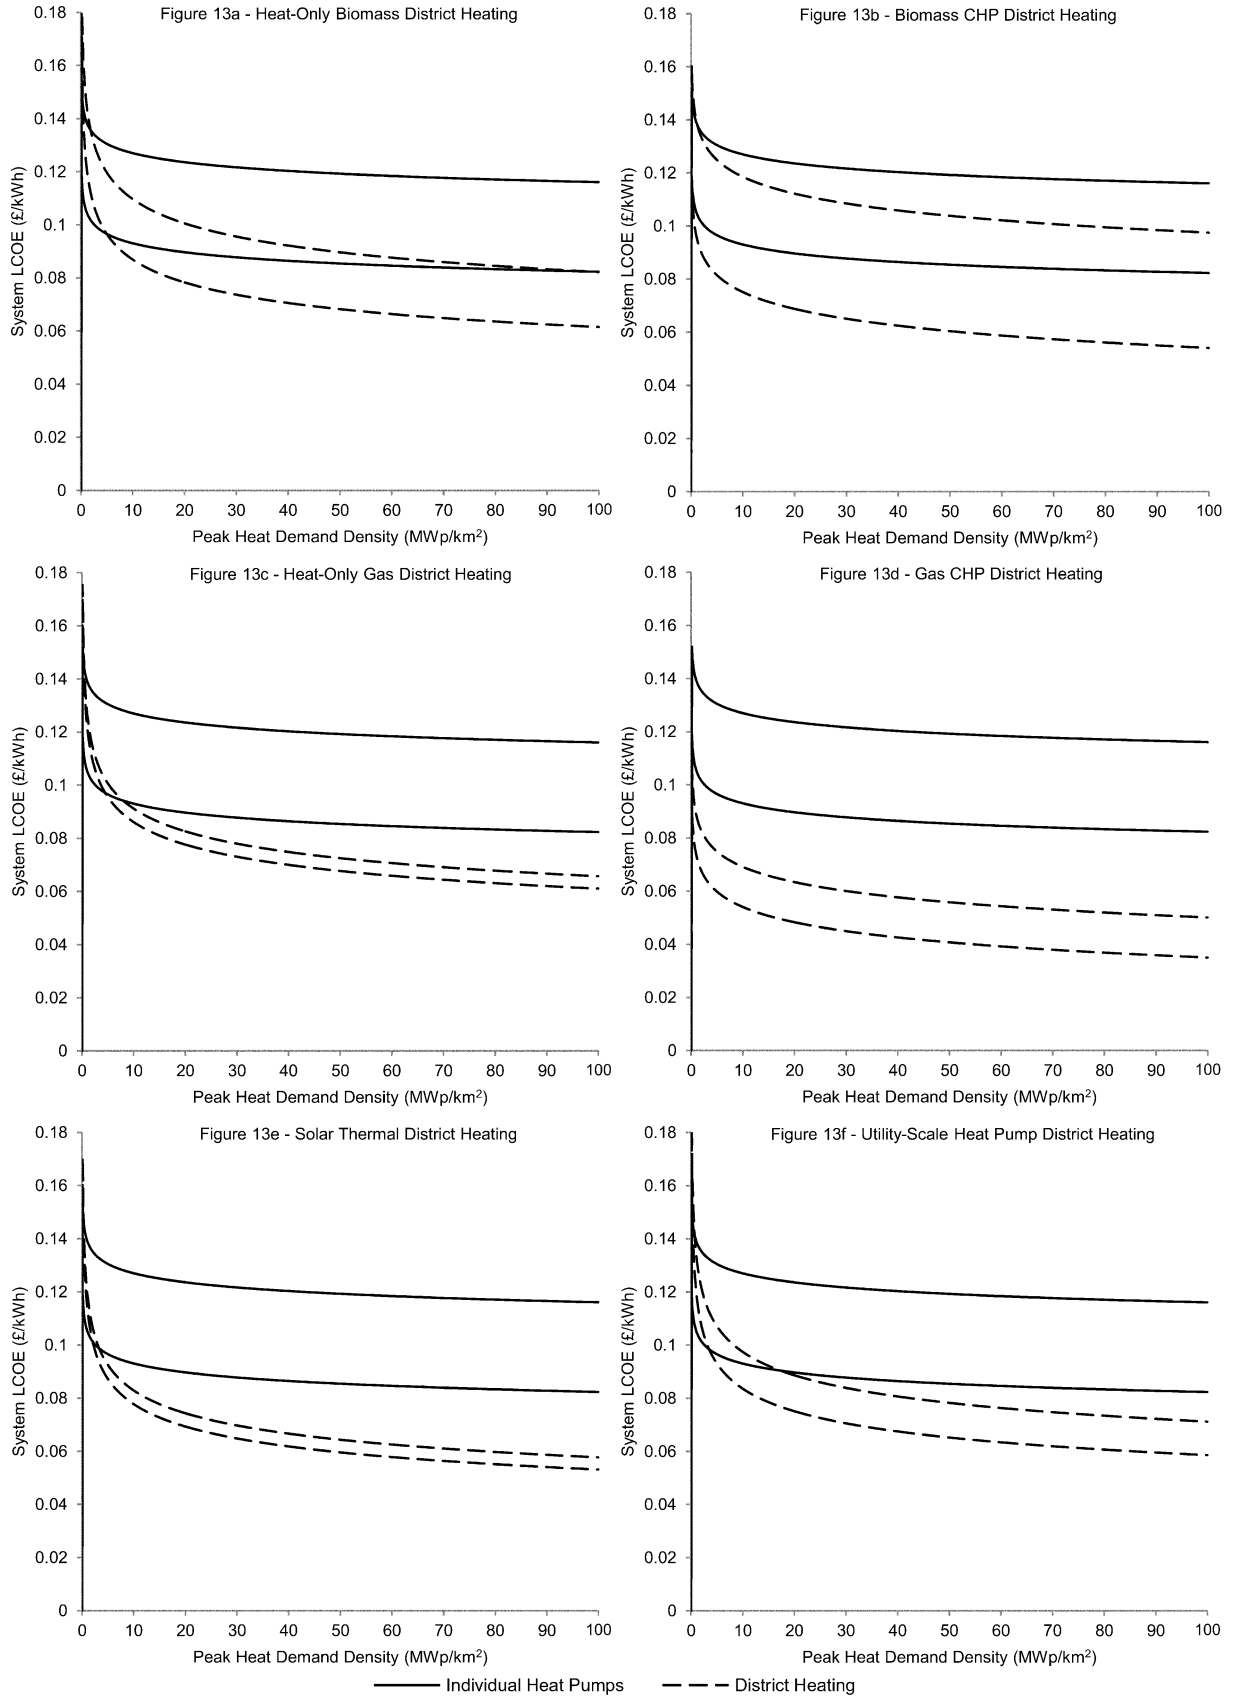 Figure 13a - Heat-Only Biomass District Heating
0.18
0.16
0.14
0.12
0.1
0.08
0.06
0.04
0.02
0
System LCOE (£/kWh)
0 10 20 30 40 50 60 70 80 90 100
Peak Heat Demand Density (MWp/km²)
Figure 13b - Biomass CHP District Heating
0.18
0.16
0.14
0.12
0.1
0.08
0.06
0.04
0.02
0
System LCOE (£/kWh)
0 10 20 30 40 50 60 70 80 90 100
Peak Heat Demand Density (MWp/km²)
Figure 13c - Heat-Only Gas District Heating
0.18
0.16
0.14
0.12
0.1
0.08
0.06
0.04
0.02
0
System LCOE (£/kWh)
0 10 20 30 40 50 60 70 80 90 100
Peak Heat Demand Density (MWp/km²)
Figure 13d - Gas CHP District Heating
0.18
0.16
0.14
0.12
0.1
0.08
0.06
0.04
0.02
0
System LCOE (£/kWh)
0 10 20 30 40 50 60 70 80 90 100
Peak Heat Demand Density (MWp/km²)
Figure 13e - Solar Thermal District Heating
0.18
0.16
0.14
0.12
0.1
0.08
0.06
0.04
0.02
0
System LCOE (£/kWh)
0 10 20 30 40 50 60 70 80 90 100
Peak Heat Demand Density (MWp/km²)
Figure 13f - Utility-Scale Heat Pump District Heating
0.18
0.16
0.14
0.12
0.1
0.08
0.06
0.04
0.02
0
System LCOE (£/kWh)
0 10 20 30 40 50 60 70 80 90 100
Peak Heat Demand Density (MWp/km²)
Individual Heat Pumps District Heating